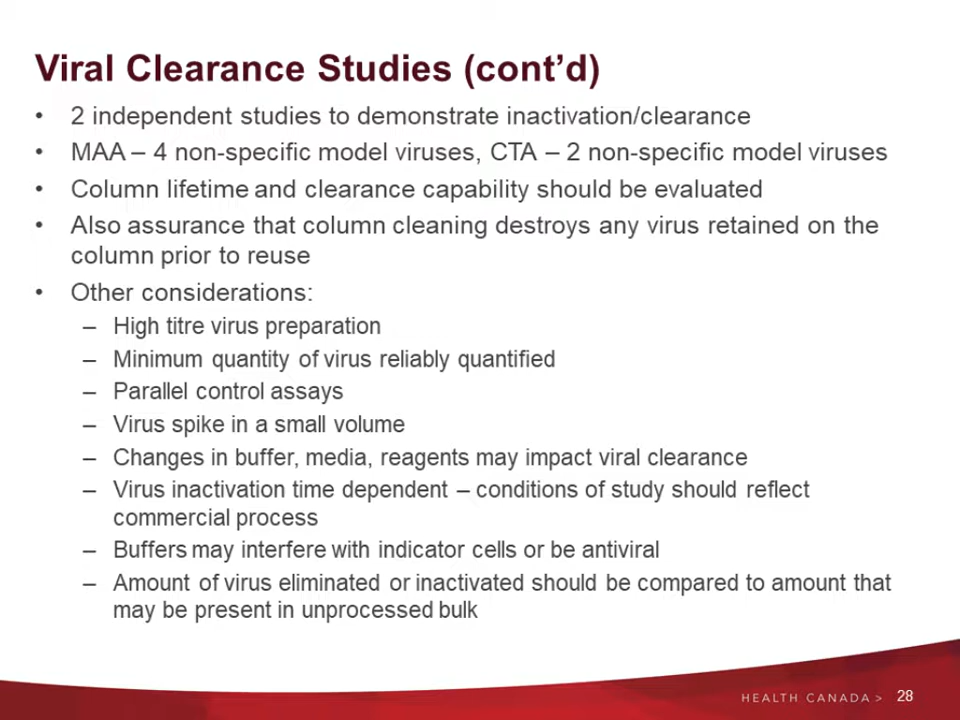 Viral Clearance Studies (cont’d)
• 2 independent studies to demonstrate inactivation/clearance
• MAA – 4 non-specific model viruses, CTA – 2 non-specific model viruses
• Column lifetime and clearance capability should be evaluated
• Also assurance that column cleaning destroys any virus retained on the
column prior to reuse
• Other considerations:
– High titre virus preparation
– Minimum quantity of virus reliably quantified
– Parallel control assays
– Virus spike in a small volume
– Changes in buffer, media, reagents may impact viral clearance
– Virus inactivation time dependent – conditions of study should reflect
commercial process
– Buffers may interfere with indicator cells or be antiviral
– Amount of virus eliminated or inactivated should be compared to amount that
may be present in unprocessed bulk
HEALTH CANADA > 28